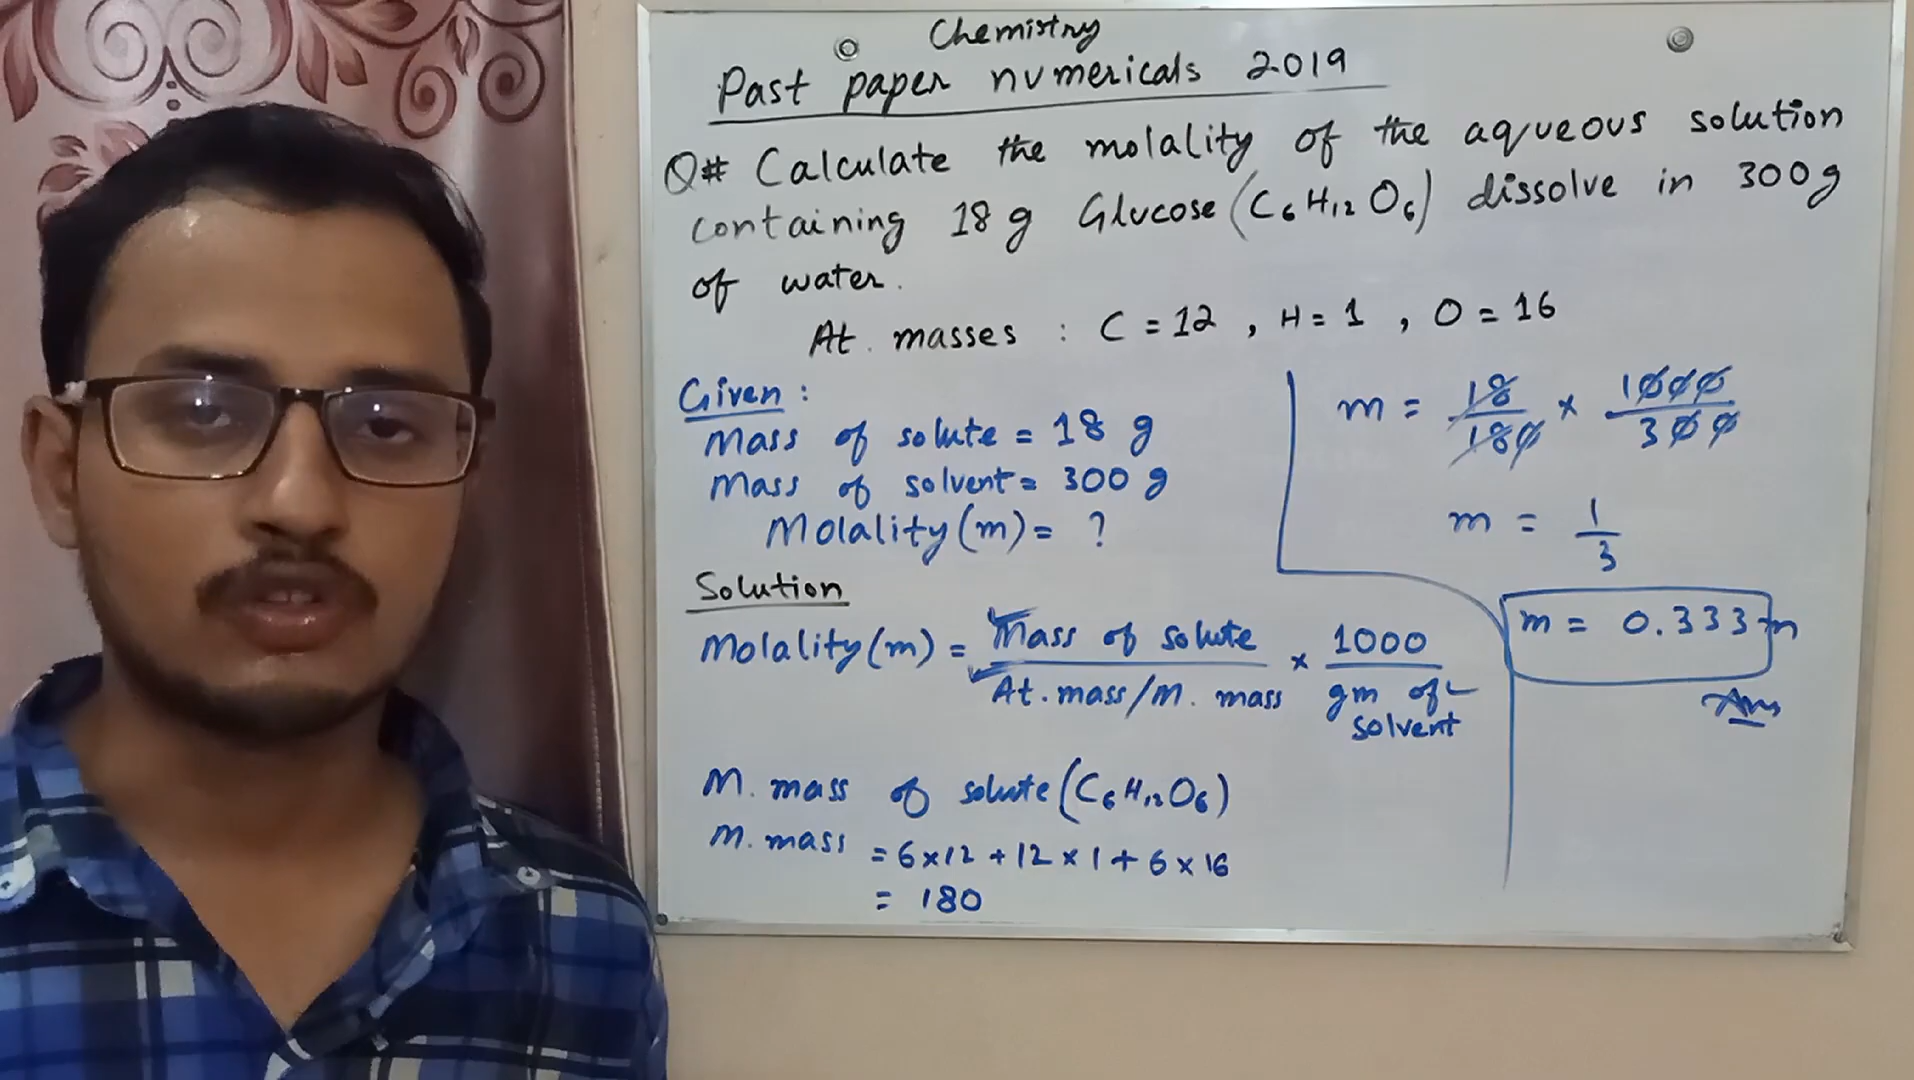 Chemistry
Past paper numericals 2019
Q# Calculate the molality of the aqueous solution
containing 18 g Glucose (C₆H₁₂O₆) dissolve in 300g
of water.
At. masses : C = 12 , H = 1 , O = 16
Given :
Mass of solute = 18 g
Mass of solvent = 300 g
Molality (m) = ?
Solution
Molality (m) = Mass of solute / At. mass/M. mass × 1000 / gm of solvent
M. mass of solute (C₆H₁₂O₆)
M. mass = 6×12 + 12×1 + 6×16
= 180
m = 18/180 × 1000/300
m = 1/3
m = 0.333 m
Ans